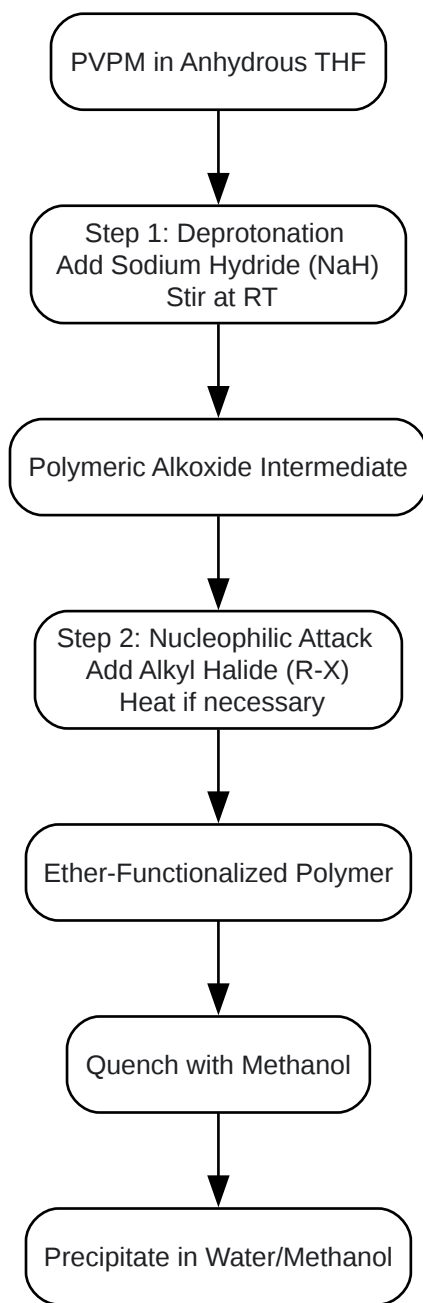 PVPM in Anhydrous THF
Step 1: Deprotonation
Add Sodium Hydride (NaH)
Stir at RT
Polymeric Alkoxide Intermediate
Step 2: Nucleophilic Attack
Add Alkyl Halide (R-X)
Heat if necessary
Ether-Functionalized Polymer
Quench with Methanol
Precipitate in Water/Methanol